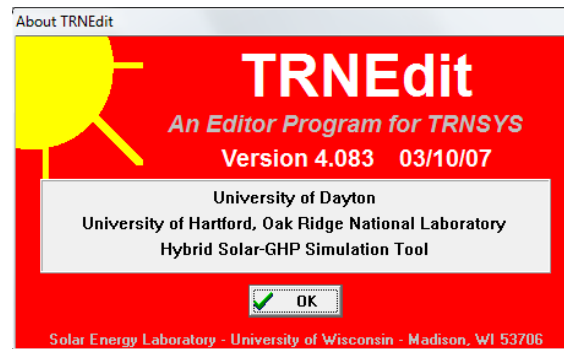 About TRNEdit
TRNEdit
An Editor Program for TRNSYS
Version 4.083 03/10/07
University of Dayton
University of Hartford, Oak Ridge National Laboratory
Hybrid Solar-GHP Simulation Tool
OK
Solar Energy Laboratory - University of Wisconsin - Madison, WI 53706